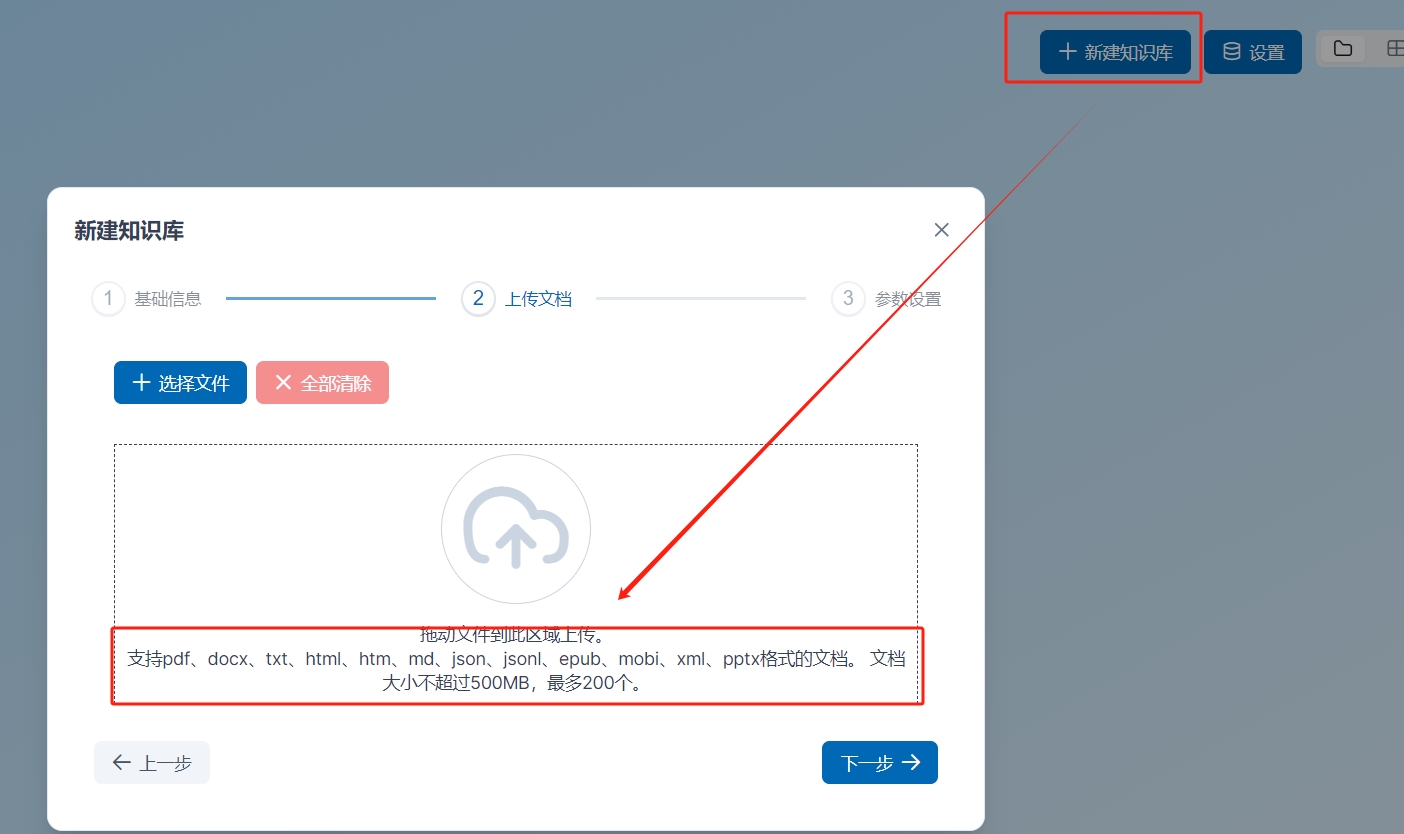 新建知识库
设置
新建知识库
1 基础信息
2 上传文档
3 参数设置
选择文件
全部清除
拖动文件到此区域上传。
支持pdf、docx、txt、html、htm、md、json、jsonl、epub、mobi、xml、pptx格式的文档。 文档
大小不超过500MB，最多200个。
上一步
下一步